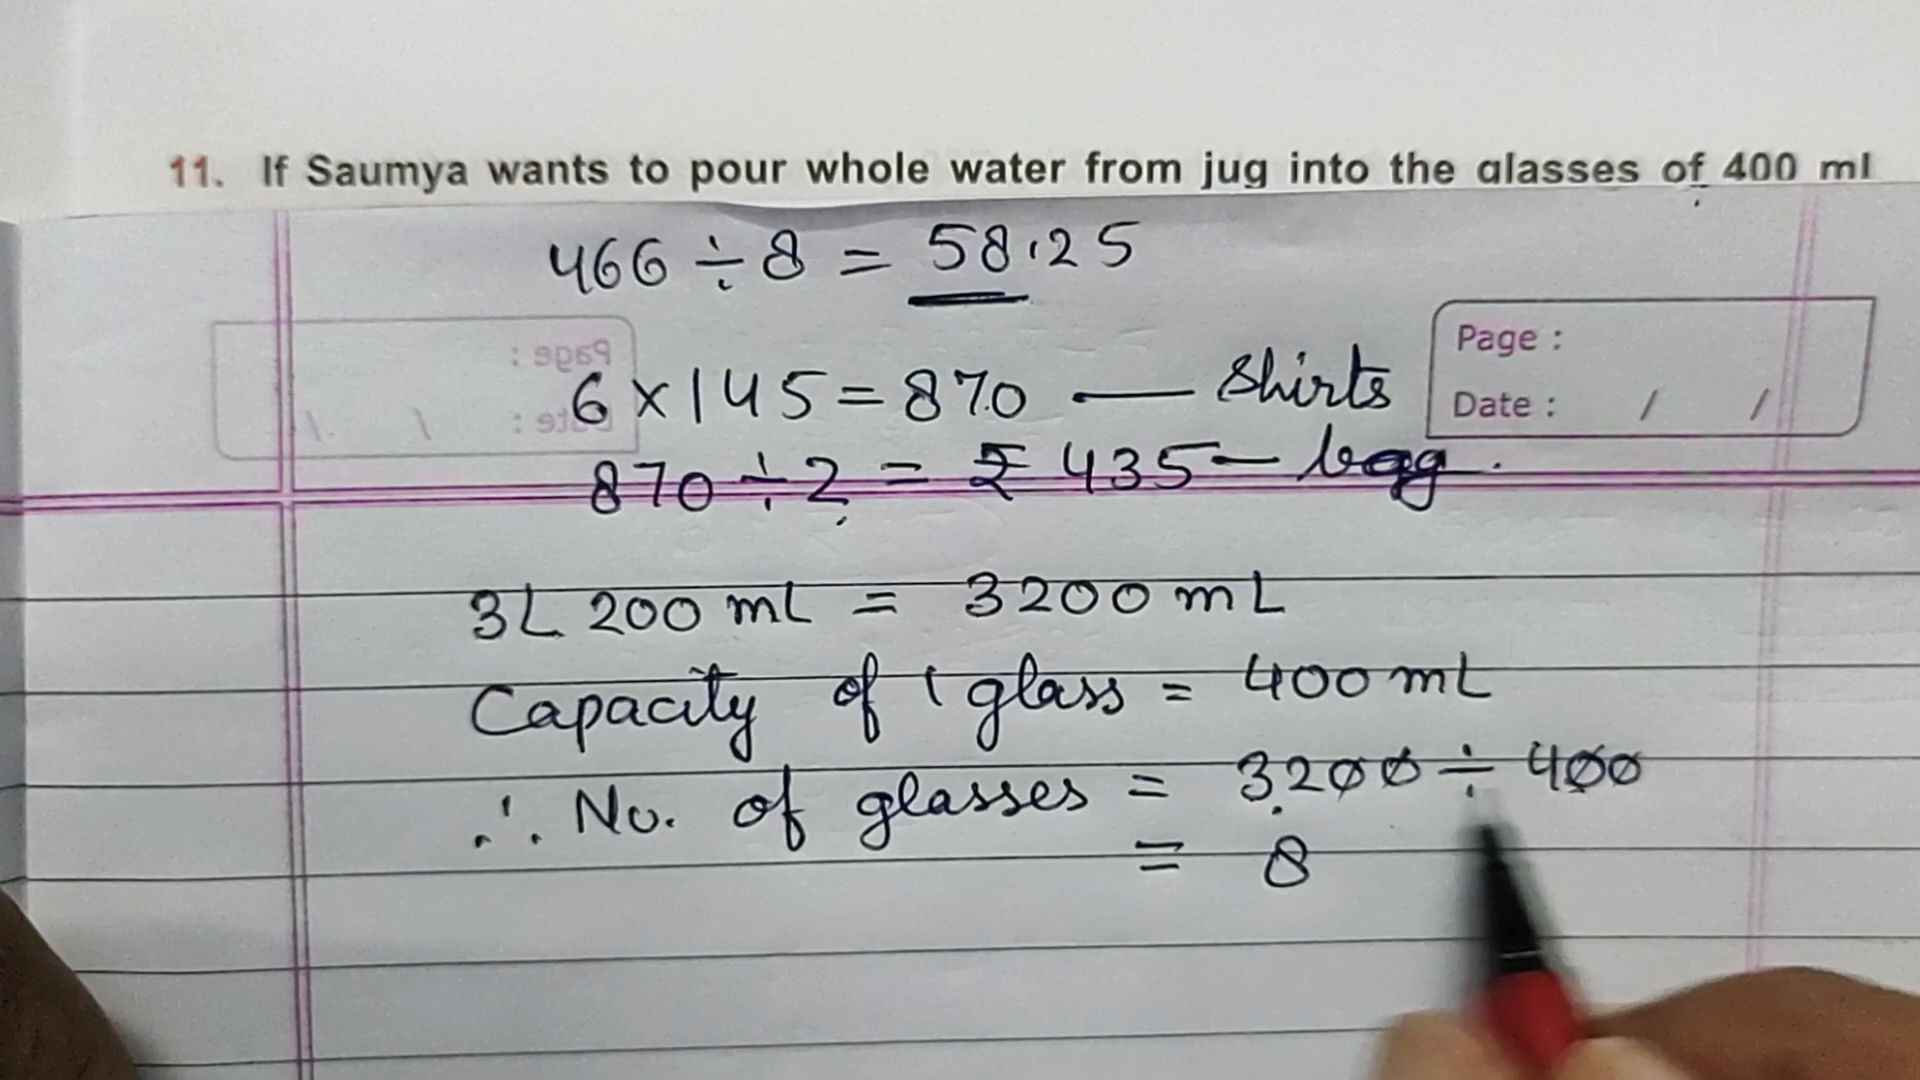 11. If Saumya wants to pour whole water from jug into the glasses of 400 ml
466 ÷ 8 = 58.25
Page :
6 x 145 = 870 — Shirts
Date : / /
870 ÷ 2 = ₹ 435 — bag.
3L 200 mL = 3200 mL
Capacity of 1 glass = 400 mL
∴ No. of glasses = 3200 ÷ 400
= 8